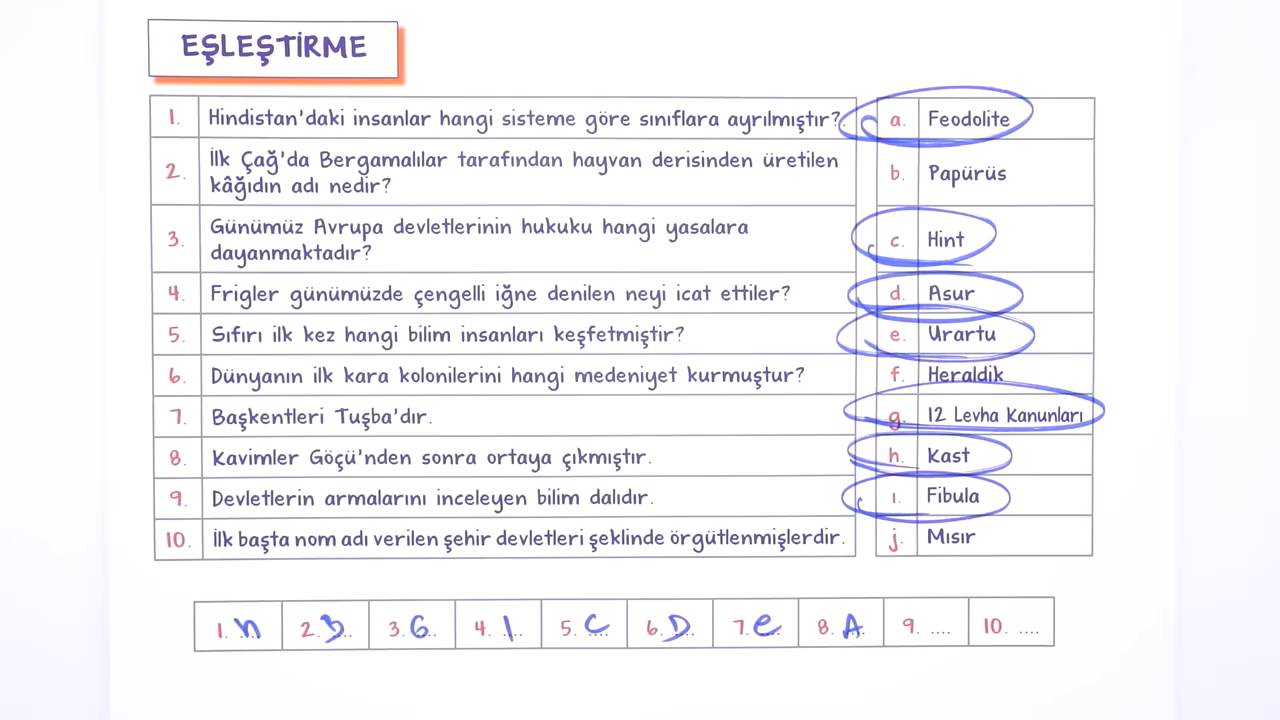 EŞLEŞTİRME
1. Hindistan'daki insanlar hangi sisteme göre sınıflara ayrılmıştır?.
a. Feodolite
2. İlk Çağ'da Bergamalılar tarafından hayvan derisinden üretilen
kâğıdın adı nedir?
b. Papürüs
3. Günümüz Avrupa devletlerinin hukuku hangi yasalara
dayanmaktadır?
c. Hint
4. Frigler günümüzde çengelli iğne denilen neyi icat ettiler?
d. Asur
5. Sıfırı ilk kez hangi bilim insanları keşfetmiştir?
e. Urartu
6. Dünyanın ilk kara kolonilerini hangi medeniyet kurmuştur?
f. Heraldik
7. Başkentleri Tuşba'dır.
g. 12 Levha Kanunları
8. Kavimler Göçü'nden sonra ortaya çıkmıştır.
h. Kast
9. Devletlerin armalarını inceleyen bilim dalıdır.
ı. Fibula
10. İlk başta nom adı verilen şehir devletleri şeklinde örgütlenmişlerdir.
j. Mısır
1. h 2. b 3. G 4. I 5. C 6. D 7. e 8. A 9. .... 10. ....